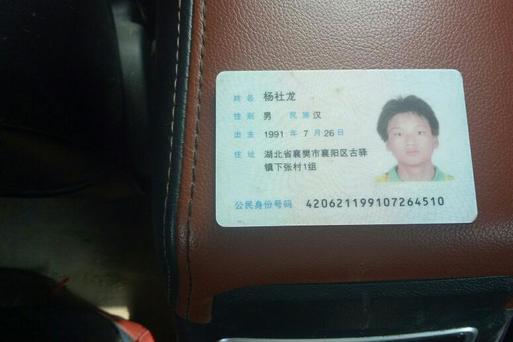 姓名 杨社龙
性别 男 民族 汉
出生 1991 年 7 月 26 日
住址 湖北省襄樊市襄阳区古驿
镇下张村1组
公民身份号码 420621199107264510